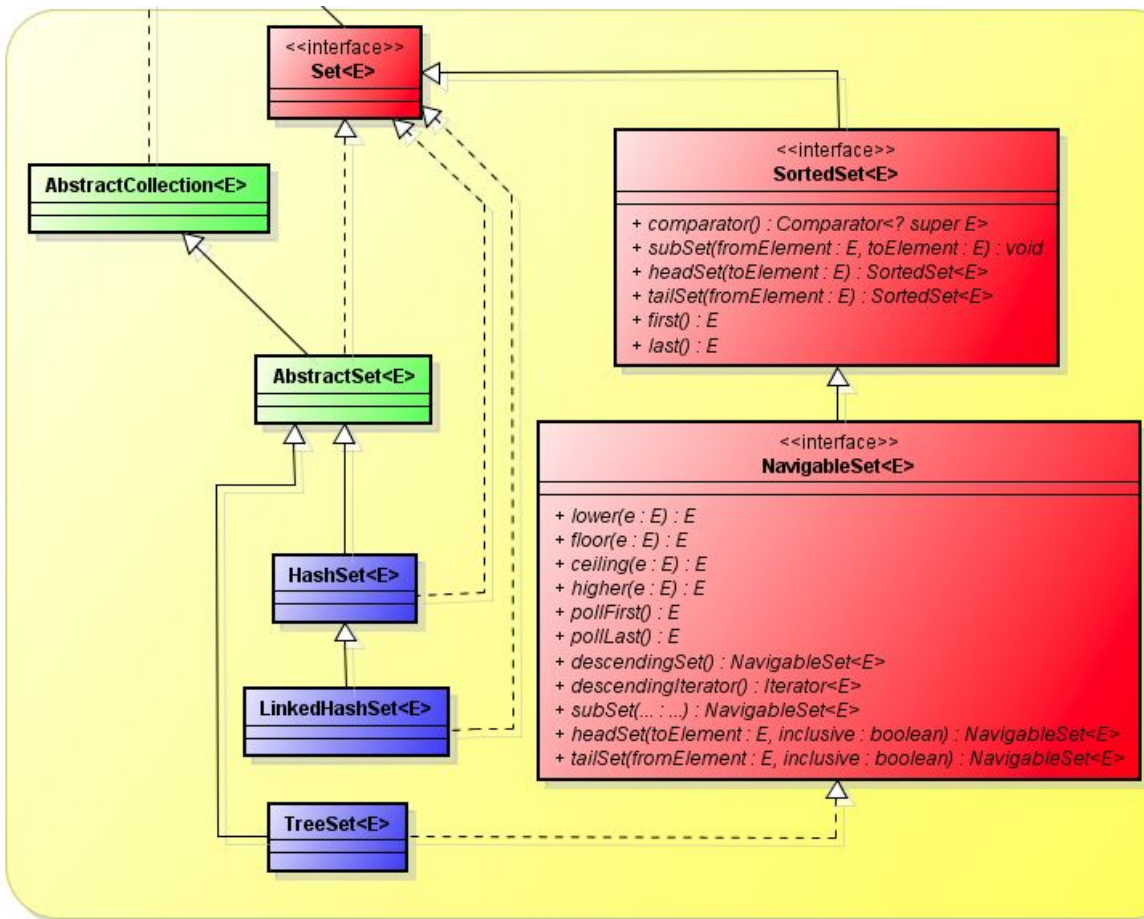 <<interface>>
Set<E>
AbstractCollection<E>
<<interface>>
SortedSet<E>
+ comparator() : Comparator<? super E>
+ subSet(fromElement : E, toElement : E) : void
+ headSet(toElement : E) : SortedSet<E>
+ tailSet(fromElement : E) : SortedSet<E>
+ first() : E
+ last() : E
AbstractSet<E>
<<interface>>
NavigableSet<E>
+ lower(e : E) : E
+ floor(e : E) : E
+ ceiling(e : E) : E
+ higher(e : E) : E
+ pollFirst() : E
+ pollLast() : E
+ descendingSet() : NavigableSet<E>
+ descendingIterator() : Iterator<E>
+ subSet(... : ...) : NavigableSet<E>
+ headSet(toElement : E, inclusive : boolean) : NavigableSet<E>
+ tailSet(fromElement : E, inclusive : boolean) : NavigableSet<E>
HashSet<E>
LinkedHashSet<E>
TreeSet<E>